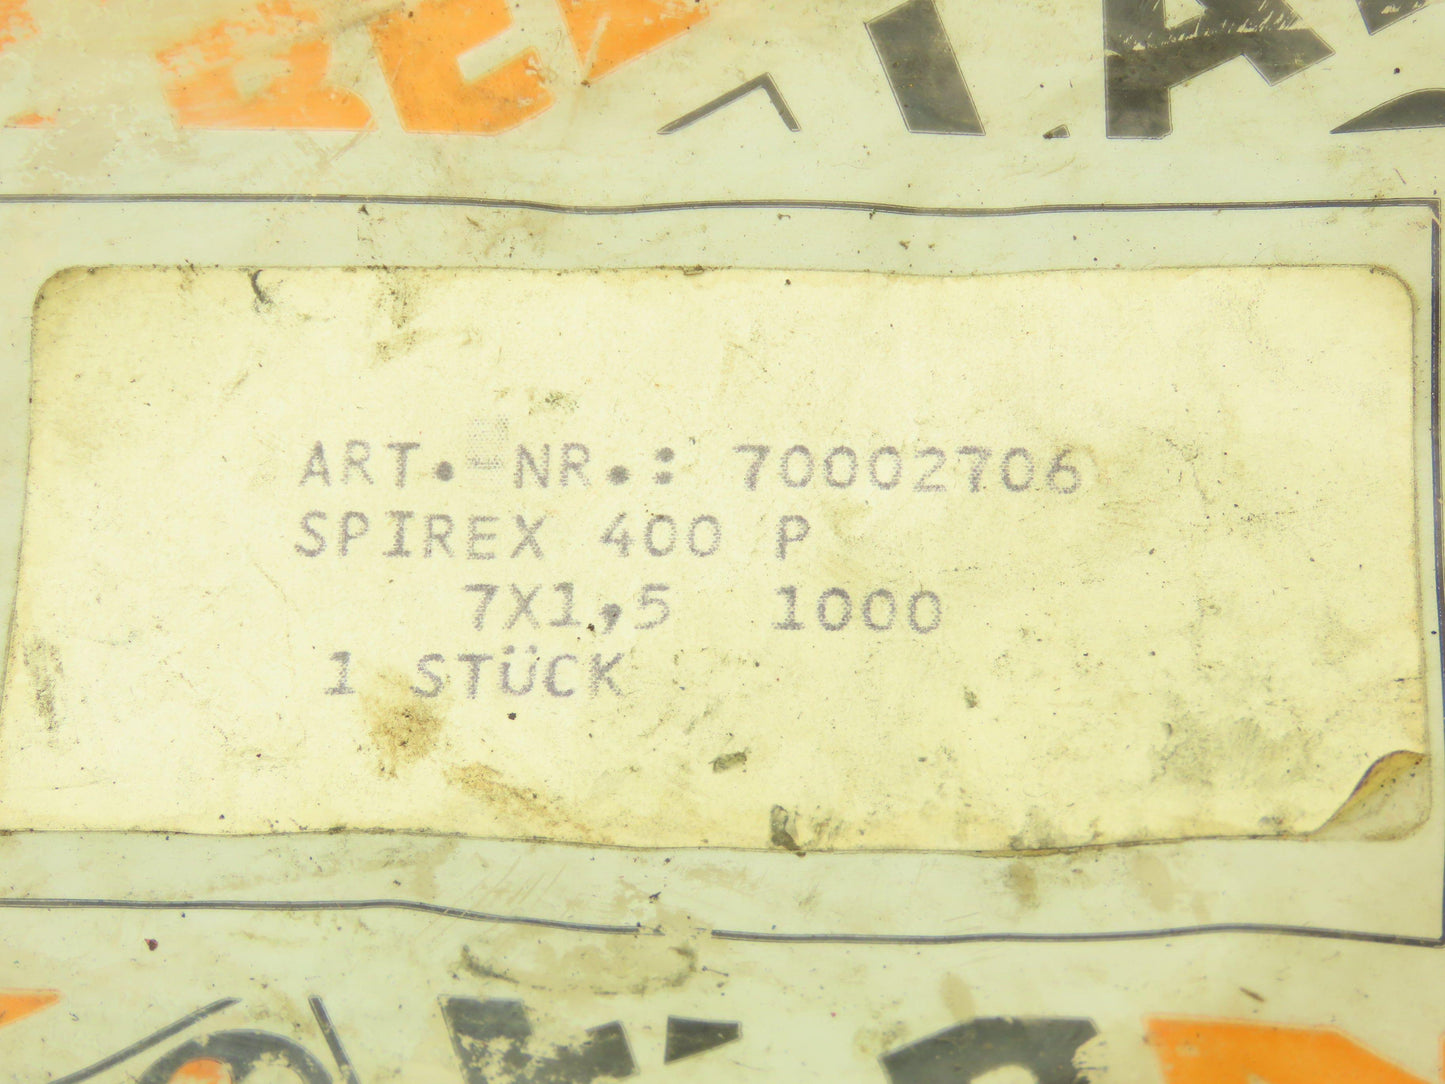 ART.-NR.: 70002706
SPIREX 400 P
7X1,5 1000
1 STÜCK